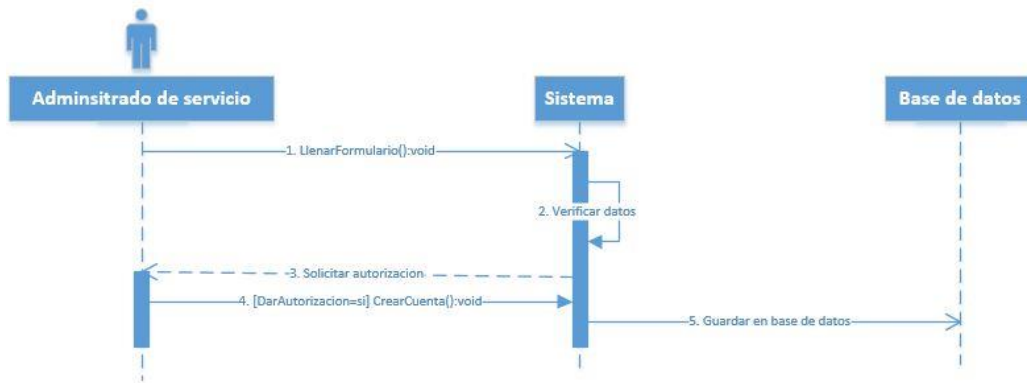 Adminsitrado de servicio
Sistema
Base de datos
1. LlenarFormulario():void
2. Verificar datos
3. Solicitar autorizacion
4. [DarAutorizacion=si] CrearCuenta():void
5. Guardar en base de datos